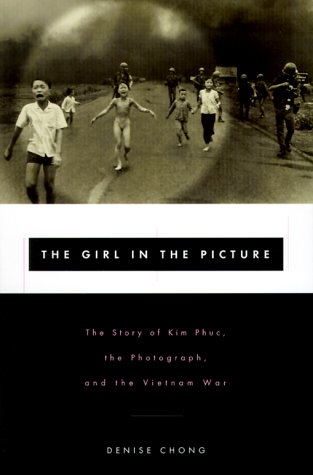 THE GIRL IN THE PICTURE
The Story of Kim Phuc,
the Photograph,
and the Vietnam War
DENISE CHONG